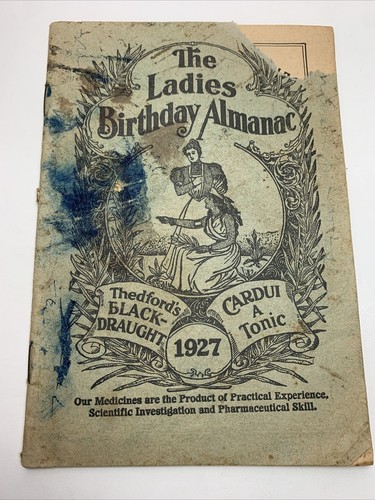 The
Ladies
Birthday Almanac
Thedford's
BLACK-
DRAUGHT
CARDUI
A
Tonic
1927
Our Medicines are the Product of Practical Experience,
Scientific Investigation and Pharmaceutical Skill.